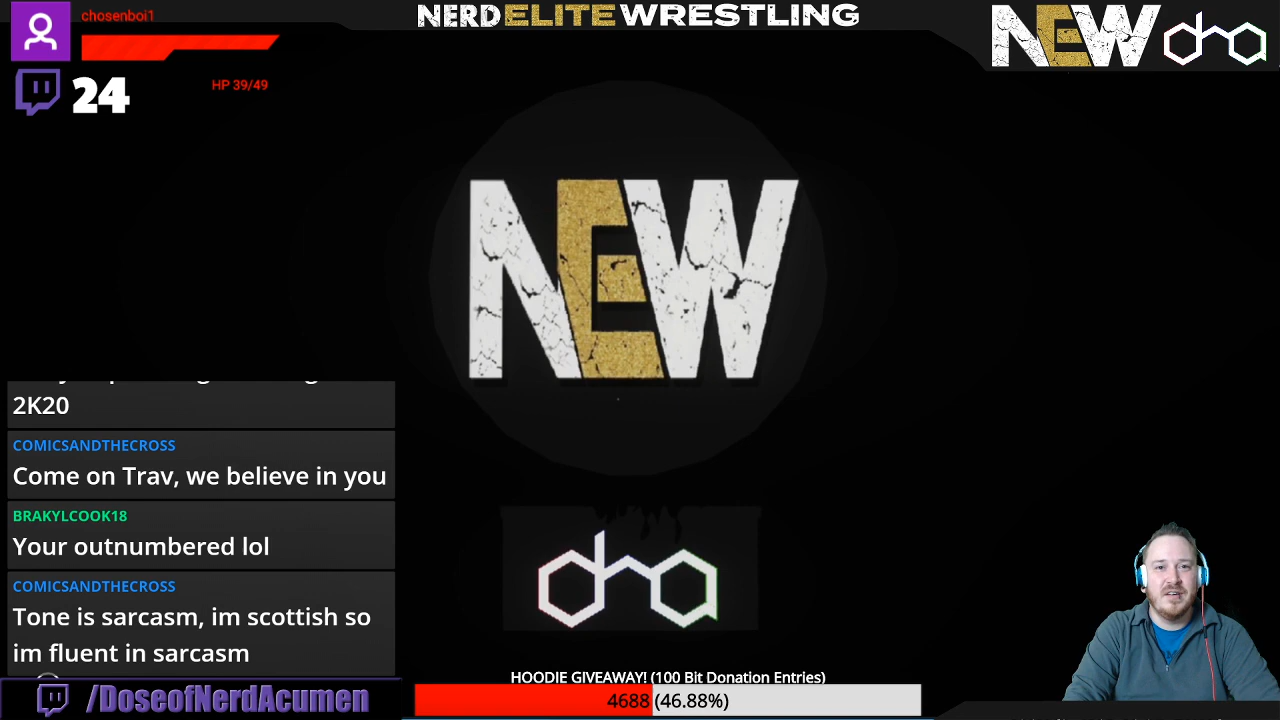 chosenboi1
HP 39/49
24
NERD ELITE WRESTLING
NEW dna
NEW
2K20
COMICSANDTHECROSS
Come on Trav, we believe in you
BRAKYLCOOK18
Your outnumbered lol
COMICSANDTHECROSS
Tone is sarcasm, im scottish so
im fluent in sarcasm
dna
/DoseofNerdAcumen
HOODIE GIVEAWAY! (100 Bit Donation Entries)
4688 (46.88%)